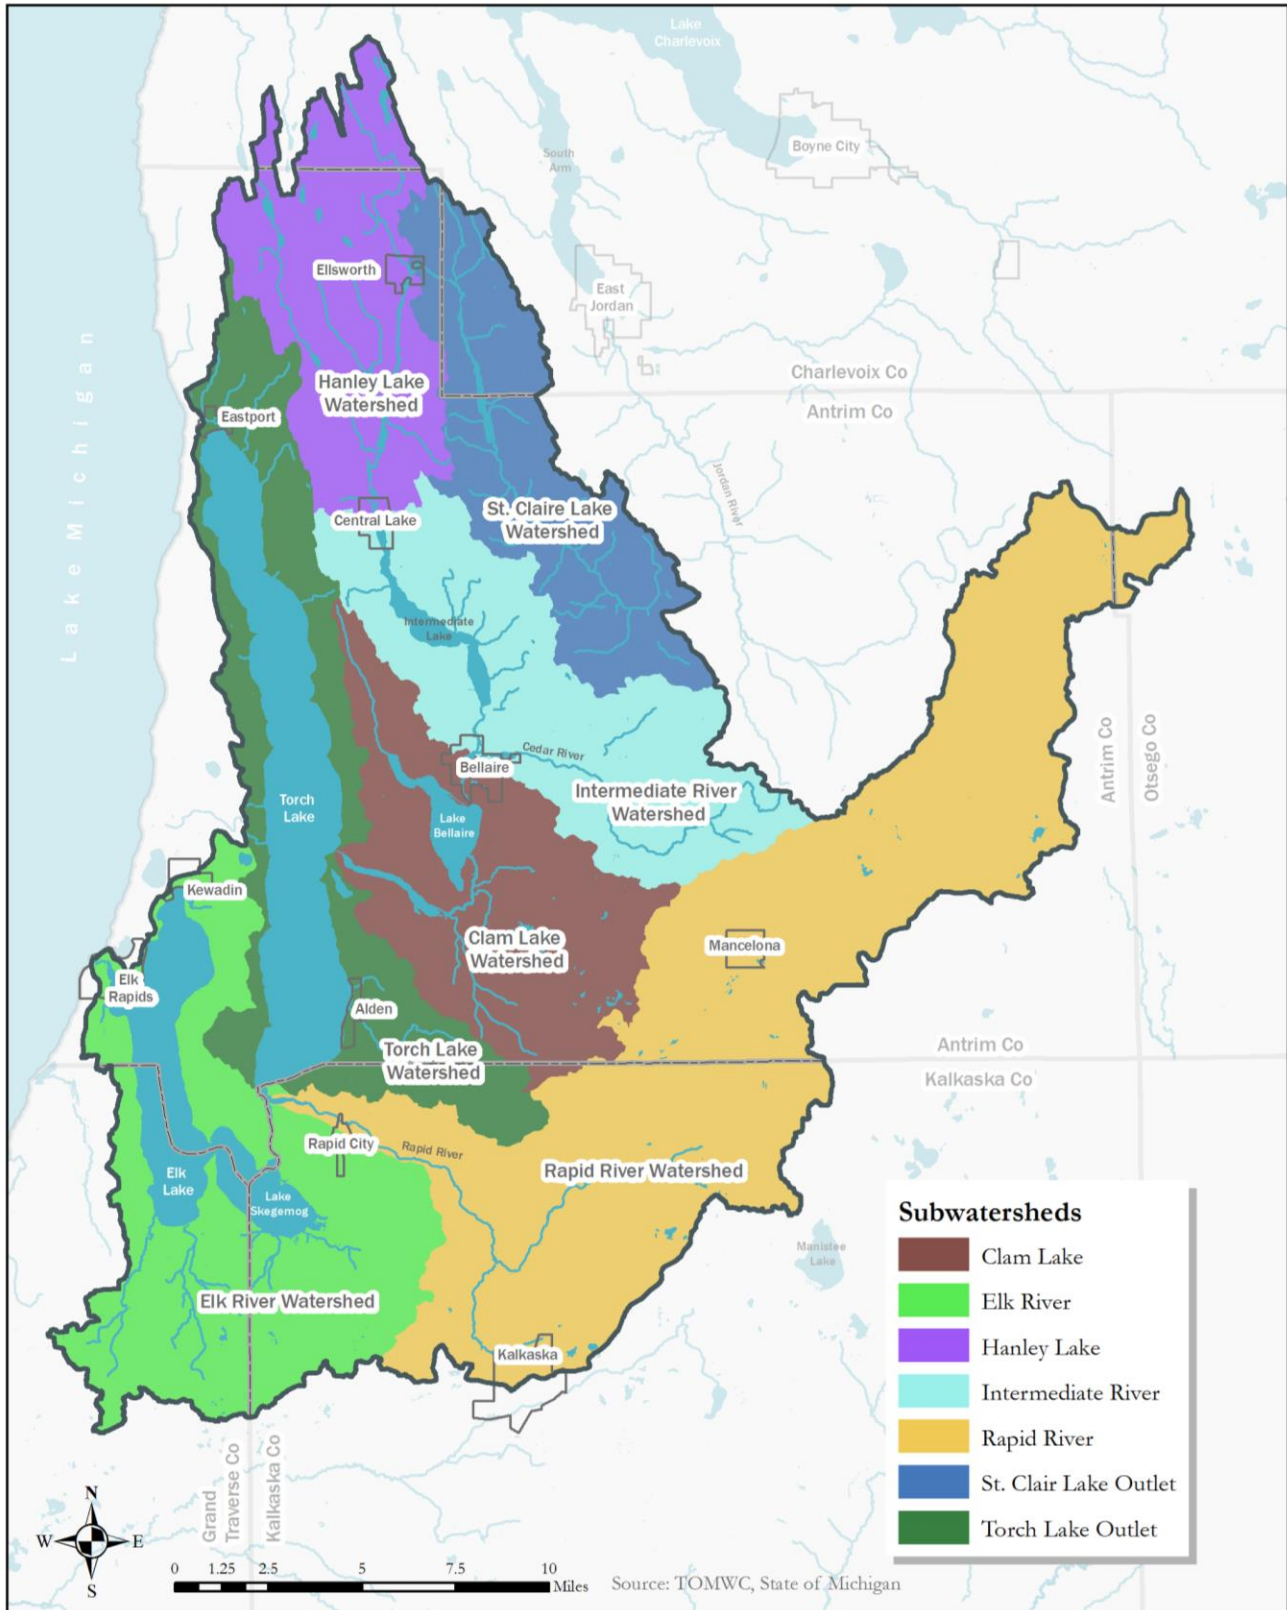 Lake
Charlevoix
Boyne City
South
Arm
Ellsworth
East
Jordan
Lake Michigan
Hanley Lake
Watershed
Charlevoix Co
Antrim Co
Eastport
Jordan River
Central Lake
St. Claire Lake
Watershed
Intermediate
Lake
Cedar River
Bellaire
Antrim Co
Otsego Co
Torch
Lake
Intermediate River
Watershed
Lake
Bellaire
Kewadin
Clam Lake
Watershed
Mancelona
Elk
Rapids
Alden
Torch Lake
Watershed
Antrim Co
Kalkaska Co
Rapid City
Rapid River
Rapid River Watershed
Elk
Lake
Lake
Skegemog
Manistee
Lake
Elk River Watershed
Kalkaska
Subwatersheds
Clam Lake
Elk River
Hanley Lake
Intermediate River
Rapid River
St. Clair Lake Outlet
Torch Lake Outlet
Grand
Traverse Co
Kalkaska Co
N
W E
S
0 1.25 2.5 5 7.5 10
Miles
Source: TOMWC, State of Michigan